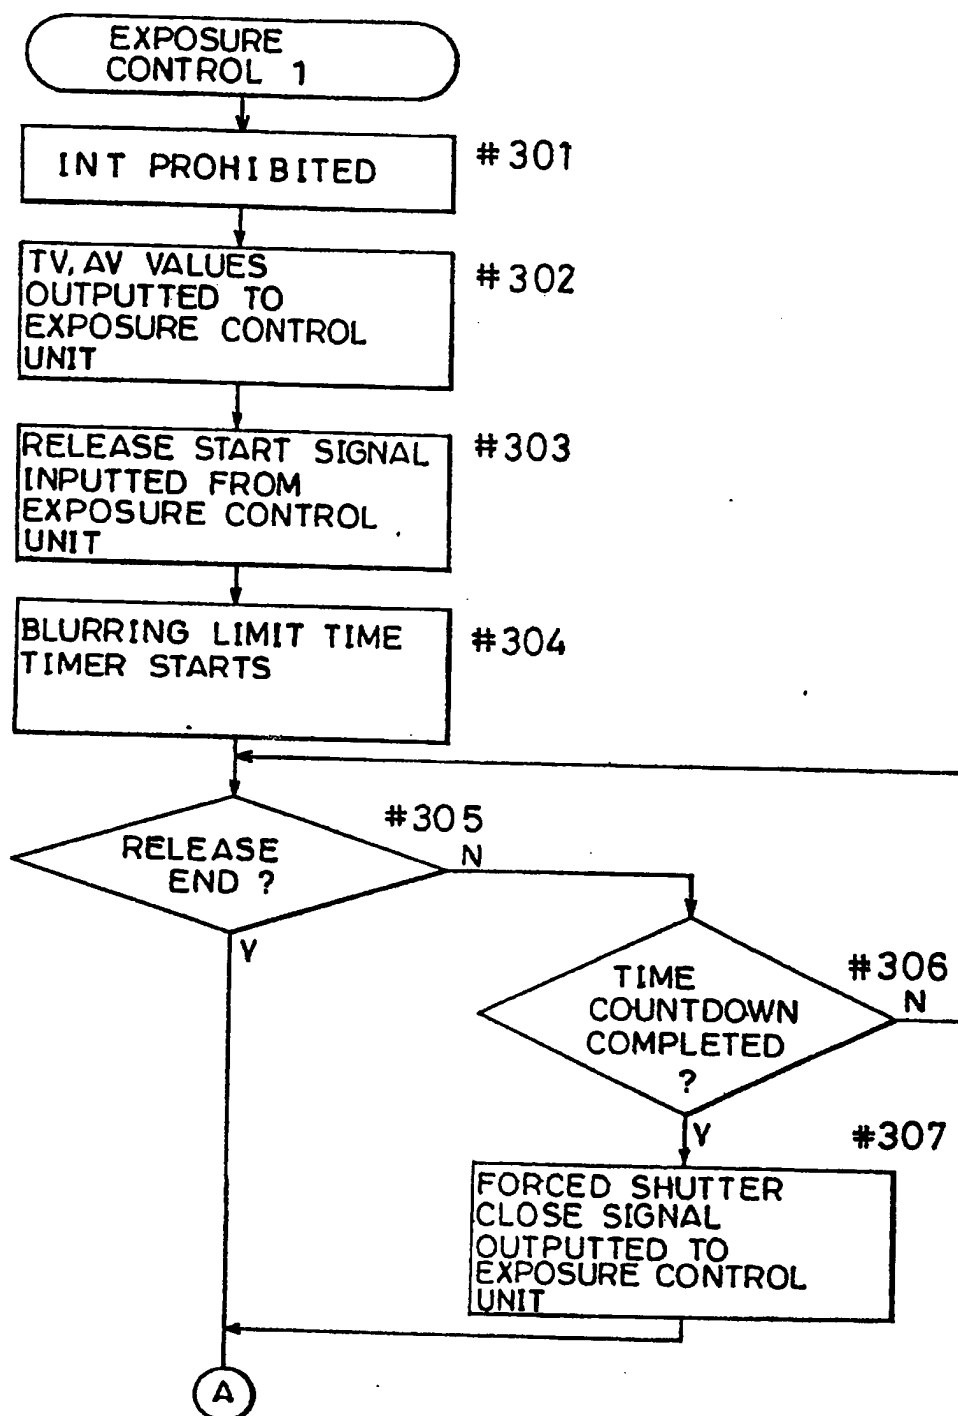 EXPOSURE
CONTROL 1
INT PROHIBITED
#301
TV, AV VALUES
OUTPUTTED TO
EXPOSURE CONTROL
UNIT
#302
RELEASE START SIGNAL
INPUTTED FROM
EXPOSURE CONTROL
UNIT
#303
BLURRING LIMIT TIME
TIMER STARTS
#304
#305
RELEASE
END ?
N
Y
#306
TIME
COUNTDOWN
COMPLETED
?
N
Y
#307
FORCED SHUTTER
CLOSE SIGNAL
OUTPUTTED TO
EXPOSURE CONTROL
UNIT
A